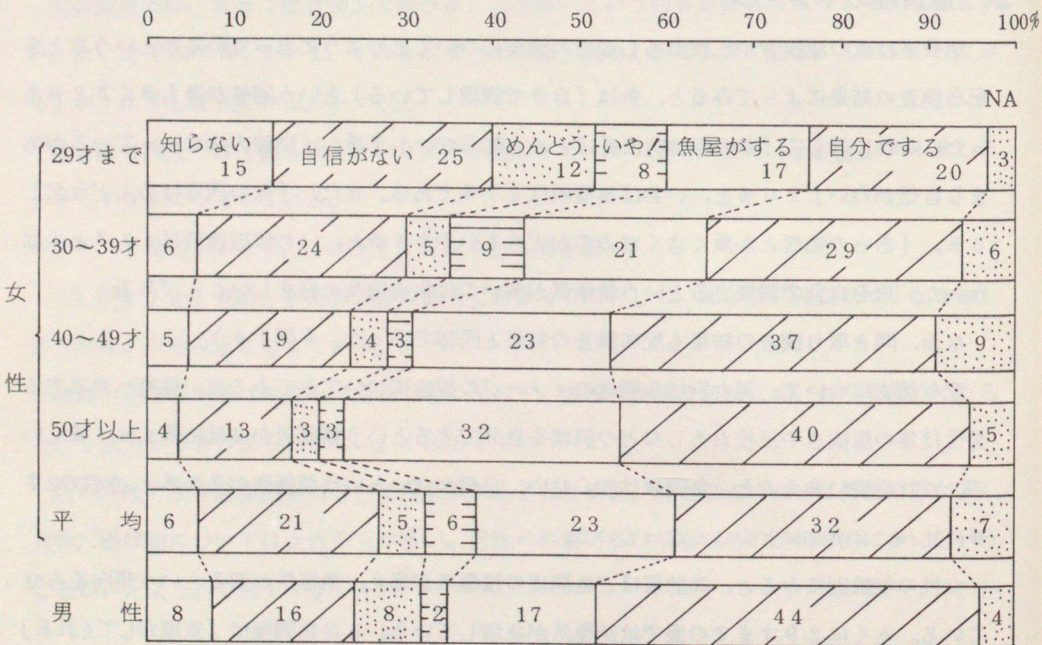 0 10 20 30 40 50 60 70 80 90 100%
NA
29才まで 知らない 15 自信がない 25 めんどう 12 いやだ 8 魚屋がする 17 自分でする 20 3
30〜39才 6 24 5 9 21 29 6
女
40〜49才 5 19 4 3 23 37 9
性
50才以上 4 13 3 3 32 40 5
平均 6 21 5 6 23 32 7
男性 8 16 8 2 17 44 4